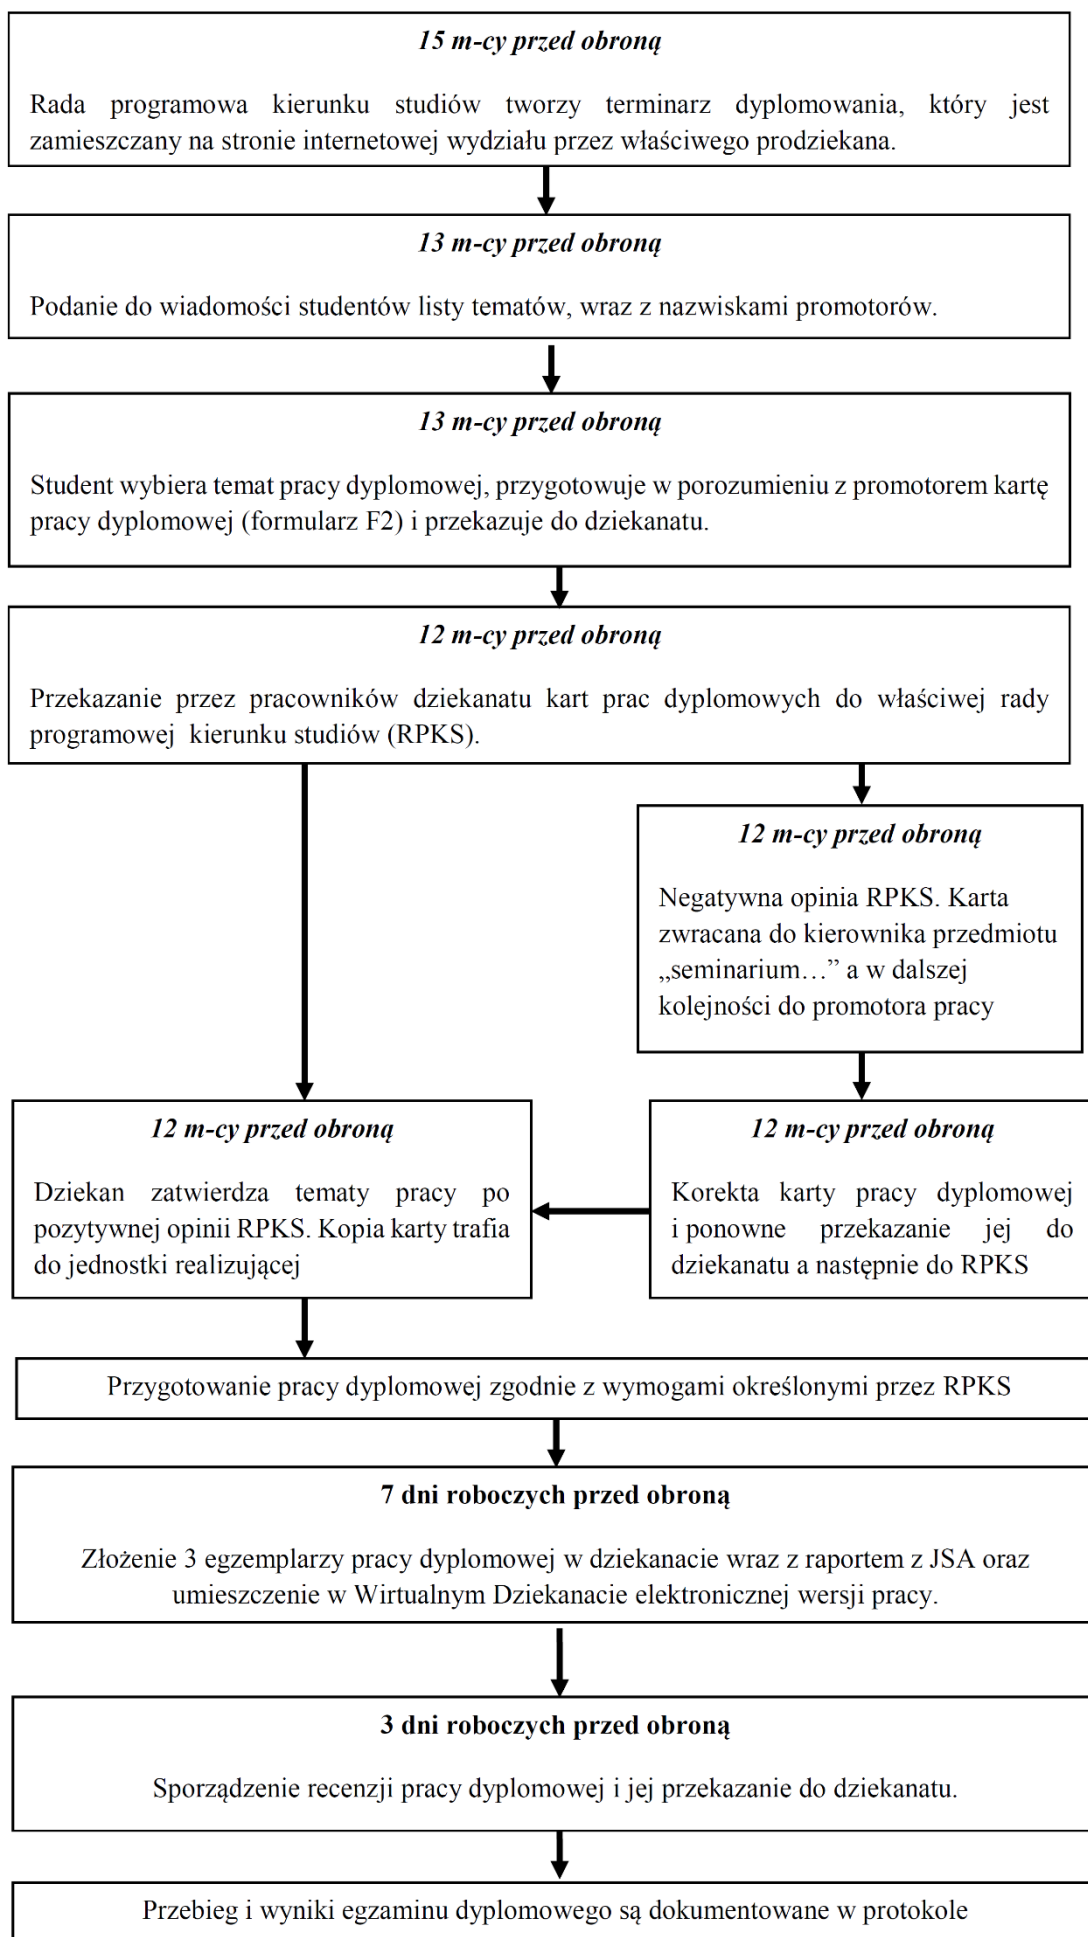 15 m-cy przed obroną
Rada programowa kierunku studiów tworzy terminarz dyplomowania, który jest
zamieszczany na stronie internetowej wydziału przez właściwego prodziekana.
13 m-cy przed obroną
Podanie do wiadomości studentów listy tematów, wraz z nazwiskami promotorów.
13 m-cy przed obroną
Student wybiera temat pracy dyplomowej, przygotowuje w porozumieniu z promotorem kartę
pracy dyplomowej (formularz F2) i przekazuje do dziekanatu.
12 m-cy przed obroną
Przekazanie przez pracowników dziekanatu kart prac dyplomowych do właściwej rady
programowej kierunku studiów (RPKS).
12 m-cy przed obroną
Negatywna opinia RPKS. Karta
zwracana do kierownika przedmiotu
„seminarium…” a w dalszej
kolejności do promotora pracy
12 m-cy przed obroną
Dziekan zatwierdza tematy pracy po
pozytywnej opinii RPKS. Kopia karty trafia
do jednostki realizującej
12 m-cy przed obroną
Korekta karty pracy dyplomowej
i ponowne przekazanie jej do
dziekanatu a następnie do RPKS
Przygotowanie pracy dyplomowej zgodnie z wymogami określonymi przez RPKS
7 dni roboczych przed obroną
Złożenie 3 egzemplarzy pracy dyplomowej w dziekanacie wraz z raportem z JSA oraz
umieszczenie w Wirtualnym Dziekanacie elektronicznej wersji pracy.
3 dni roboczych przed obroną
Sporządzenie recenzji pracy dyplomowej i jej przekazanie do dziekanatu.
Przebieg i wyniki egzaminu dyplomowego są dokumentowane w protokole